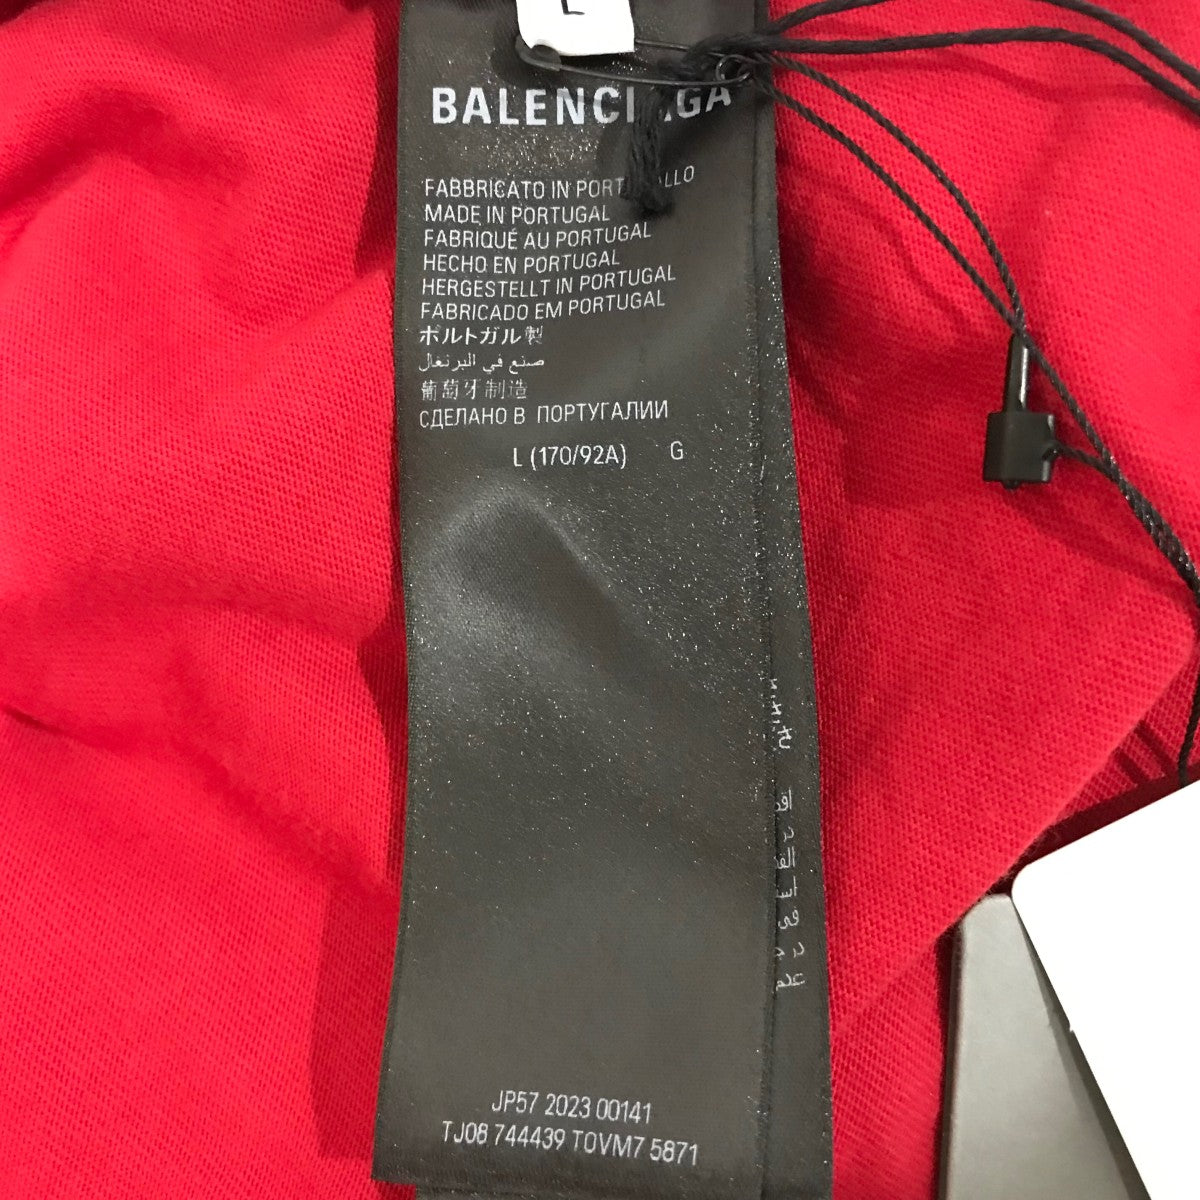 L
BALENCIAGA
FABBRICATO IN PORTOGALLO
MADE IN PORTUGAL
FABRIQUÉ AU PORTUGAL
HECHO EN PORTUGAL
HERGESTELLT IN PORTUGAL
FABRICADO EM PORTUGAL
ポルトガル製
صنع في البرتغال
葡萄牙制造
СДЕЛАНО В ПОРТУГАЛИИ
L (170/92A) G
JP57 2023 00141
TJ08 744439 TOVM7 5871